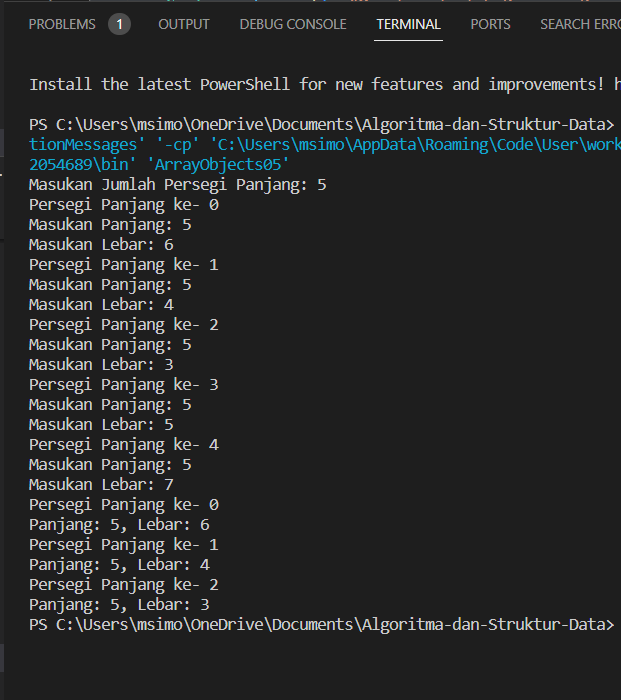 PROBLEMS 1 OUTPUT DEBUG CONSOLE TERMINAL PORTS SEARCH ERR
Install the latest PowerShell for new features and improvements! h
PS C:\Users\msimo\OneDrive\Documents\Algoritma-dan-Struktur-Data>
tionMessages' '-cp' 'C:\Users\msimo\AppData\Roaming\Code\User\work
2054689\bin' 'ArrayObjects05'
Masukan Jumlah Persegi Panjang: 5
Persegi Panjang ke- 0
Masukan Panjang: 5
Masukan Lebar: 6
Persegi Panjang ke- 1
Masukan Panjang: 5
Masukan Lebar: 4
Persegi Panjang ke- 2
Masukan Panjang: 5
Masukan Lebar: 3
Persegi Panjang ke- 3
Masukan Panjang: 5
Masukan Lebar: 5
Persegi Panjang ke- 4
Masukan Panjang: 5
Masukan Lebar: 7
Persegi Panjang ke- 0
Panjang: 5, Lebar: 6
Persegi Panjang ke- 1
Panjang: 5, Lebar: 4
Persegi Panjang ke- 2
Panjang: 5, Lebar: 3
PS C:\Users\msimo\OneDrive\Documents\Algoritma-dan-Struktur-Data>